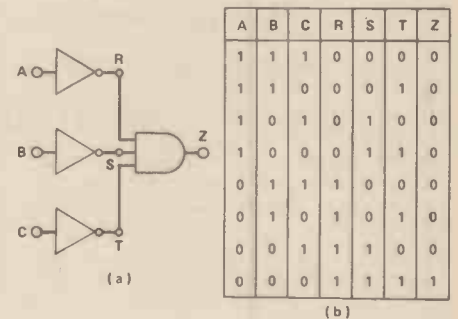 R
A
Z
B
S
C
T
(a)
A B C R S T Z
1 1 1 0 0 0 0
1 1 0 0 0 1 0
1 0 1 0 1 0 0
1 0 0 0 1 1 0
0 1 1 1 0 0 0
0 1 0 1 0 1 0
0 0 1 1 1 0 0
0 0 0 1 1 1 1
(b)